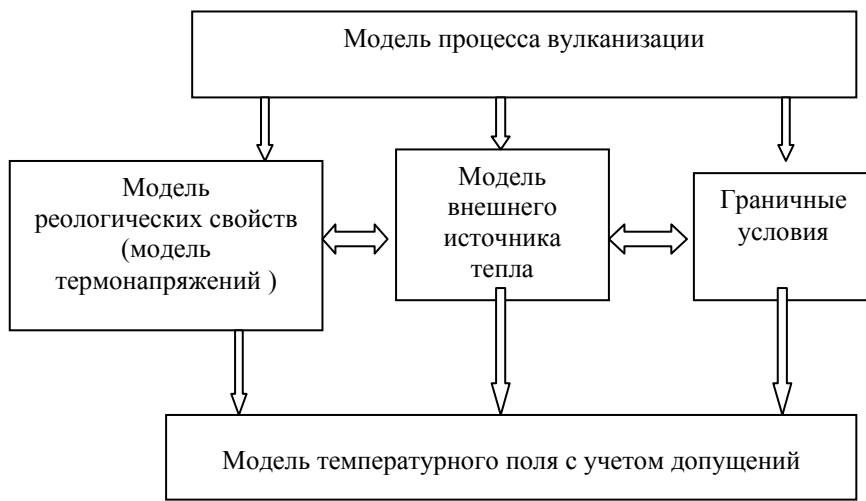 Модель процесса вулканизации
Модель
реологических свойств
(модель
термонапряжений )
Модель
внешнего
источника
тепла
Граничные
условия
Модель температурного поля с учетом допущений